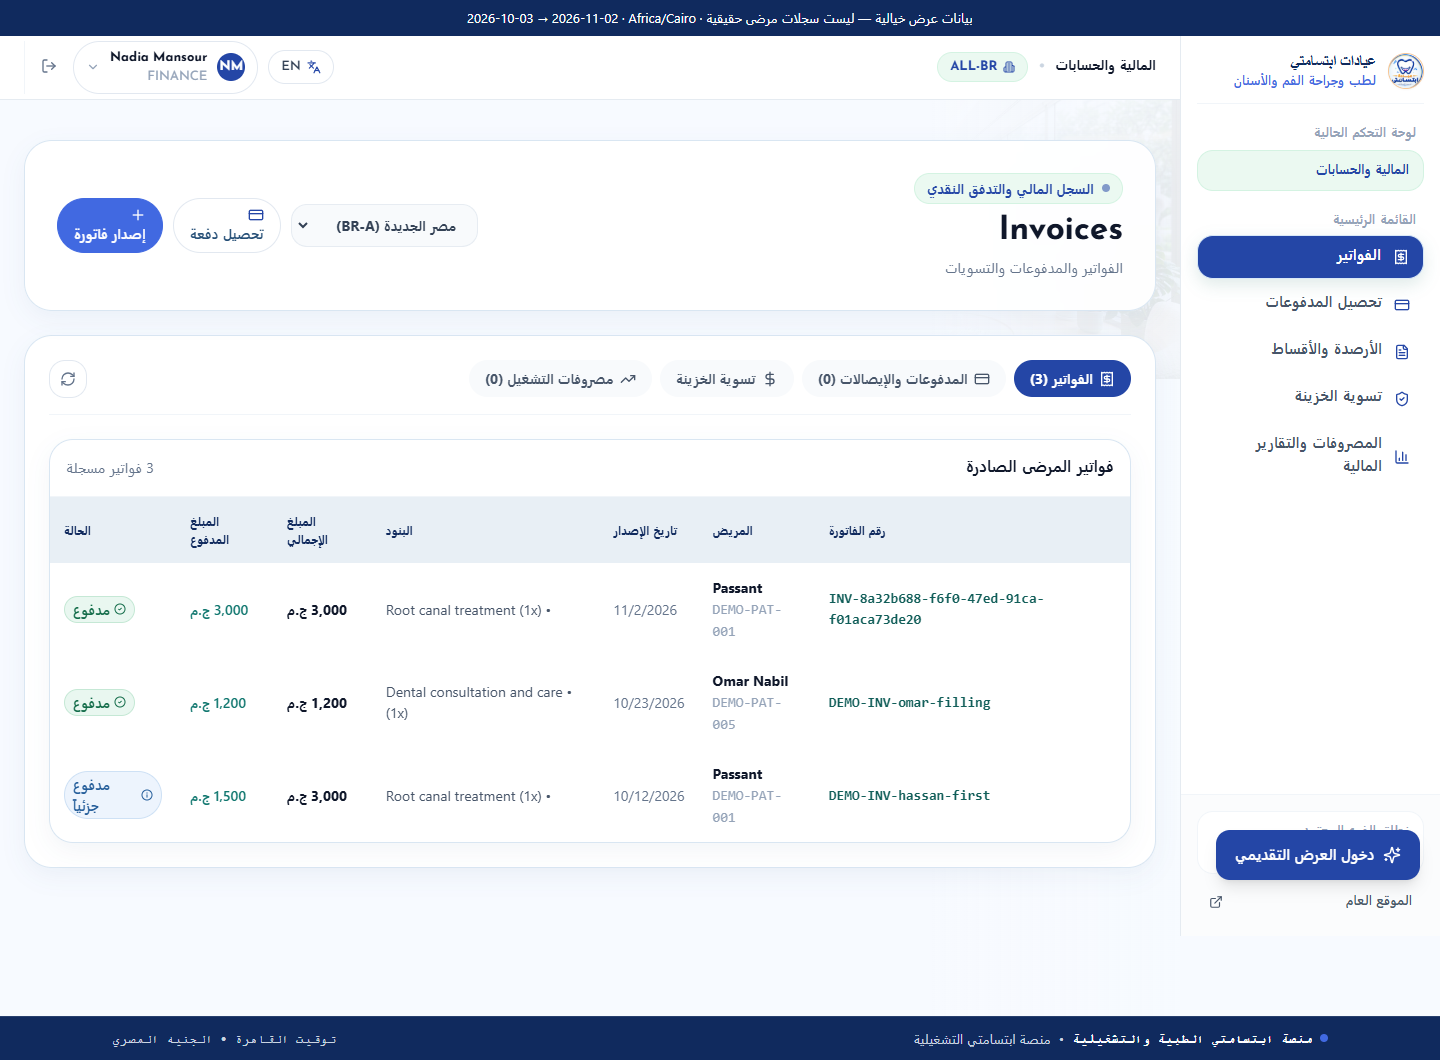 بيانات عرض خيالية — ليست سجلات مرضى حقيقية · 2026-10-03 → 2026-11-02 · Africa/Cairo
عيادات ابتسامتي
لطب وجراحة الفم والأسنان
المالية والحسابات • ALL·BR
EN
Nadia Mansour
FINANCE
NM
لوحة التحكم الحالية
المالية والحسابات
القائمة الرئيسية
الفواتير
تحصيل المدفوعات
الأرصدة والأقساط
تسوية الخزينة
المصروفات والتقارير
المالية
دخول العرض التقديمي
الموقع العام
السجل المالي والتدفق النقدي
Invoices
الفواتير والمدفوعات والتسويات
مصر الجديدة (BR-A)
تحصيل دفعة
إصدار فاتورة
الفواتير (3)
المدفوعات والإيصالات (0)
تسوية الخزينة
مصروفات التشغيل (0)
فواتير المرضى الصادرة
3 فواتير مسجلة
رقم الفاتورة
المريض
تاريخ الإصدار
البنود
المبلغ
الإجمالي
المبلغ
المدفوع
الحالة
INV-8a32b688-f6f0-47ed-91ca-
f01aca73de20
Passant
DEMO-PAT-
001
11/2/2026
Root canal treatment (1x) •
3,000 ج.م
3,000 ج.م
مدفوع
DEMO-INV-omar-filling
Omar Nabil
DEMO-PAT-
005
10/23/2026
Dental consultation and care •
(1x)
1,200 ج.م
1,200 ج.م
مدفوع
DEMO-INV-hassan-first
Passant
DEMO-PAT-
001
10/12/2026
Root canal treatment (1x) •
3,000 ج.م
1,500 ج.م
مدفوع
جزئياً
منصة ابتسامتي الطبية والتشغيلية • منصة ابتسامتي التشغيلية
توقيت القاهرة • الجنيه المصري